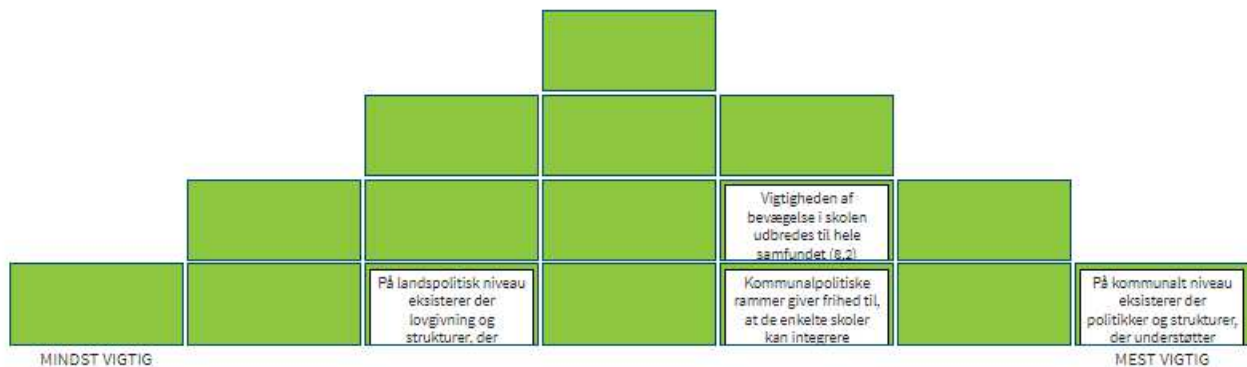 Vigtigheden af
bevægelse i skolen
udbredes til hele
samfundet (8,2)
På landspolitisk niveau
eksisterer der
lovgivning og
strukturer, der
Kommunalpolitiske
rammer giver frihed til,
at de enkelte skoler
kan integrere
På kommunalt niveau
eksisterer der
politikker og strukturer,
der understøtter
MINDST VIGTIG
MEST VIGTIG